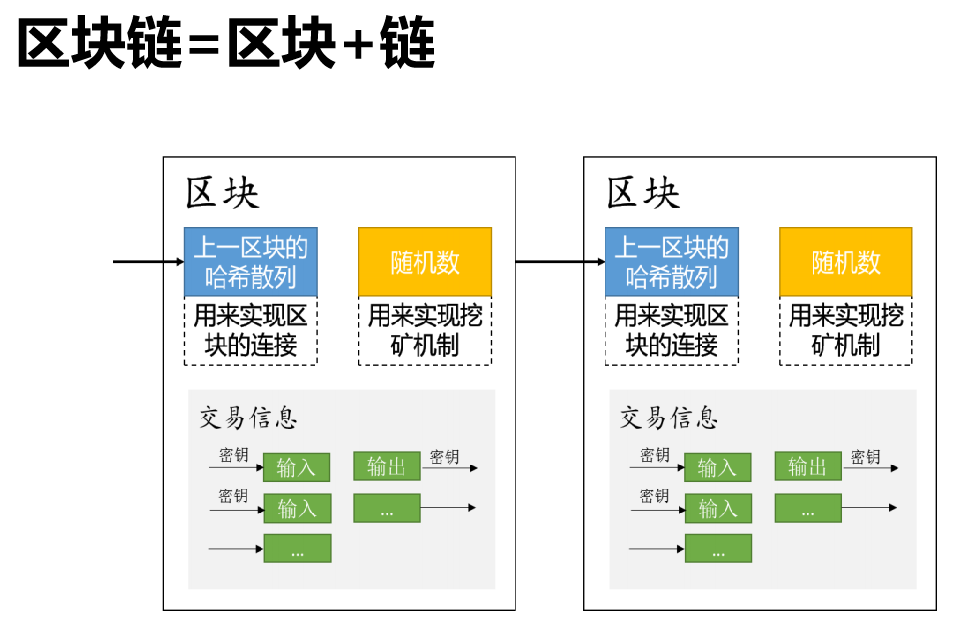 区块链=区块+链
区块
上一区块的
哈希散列
用来实现区
块的连接
随机数
用来实现挖
矿机制
交易信息
密钥
输入
输出
密钥
密钥
输入
...
...
区块
上一区块的
哈希散列
用来实现区
块的连接
随机数
用来实现挖
矿机制
交易信息
密钥
输入
输出
密钥
密钥
输入
...
...